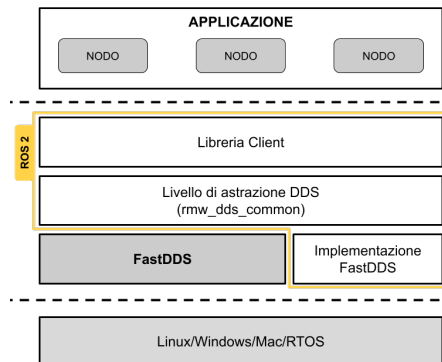 APPLICAZIONE
NODO
NODO
NODO
ROS 2
Libreria Client
Livello di astrazione DDS
(rmw_dds_common)
FastDDS
Implementazione
FastDDS
Linux/Windows/Mac/RTOS